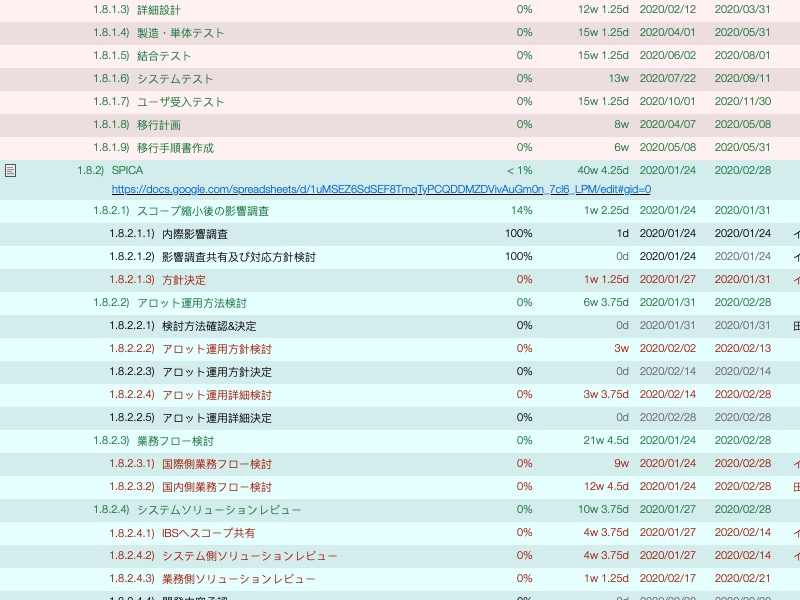 1.8.1.3) 詳細設計 0% 12w 1.25d 2020/02/12 2020/03/31
1.8.1.4) 製造・単体テスト 0% 15w 1.25d 2020/04/01 2020/05/31
1.8.1.5) 結合テスト 0% 15w 1.25d 2020/06/02 2020/08/01
1.8.1.6) システムテスト 0% 13w 2020/07/22 2020/09/11
1.8.1.7) ユーザ受入テスト 0% 15w 1.25d 2020/10/01 2020/11/30
1.8.1.8) 移行計画 0% 8w 2020/04/07 2020/05/08
1.8.1.9) 移行手順書作成 0% 6w 2020/05/08 2020/05/31
1.8.2) SPICA < 1% 40w 4.25d 2020/01/24 2020/02/28
https://docs.google.com/spreadsheets/d/1uMSEZ6SdSEF8TmqTyPCQDDMZDVivAuGm0n_7cl6_LPM/edit#gid=0
1.8.2.1) スコープ縮小後の影響調査 14% 1w 2.25d 2020/01/24 2020/01/31
1.8.2.1.1) 内際影響調査 100% 1d 2020/01/24 2020/01/24 イ
1.8.2.1.2) 影響調査共有及び対応方針検討 100% 0d 2020/01/24 2020/01/24 イ
1.8.2.1.3) 方針決定 0% 1w 1.25d 2020/01/27 2020/01/31 イ
1.8.2.2) アロット運用方法検討 0% 6w 3.75d 2020/01/31 2020/02/28
1.8.2.2.1) 検討方法確認&決定 0% 0d 2020/01/31 2020/01/31 田
1.8.2.2.2) アロット運用方針検討 0% 3w 2020/02/02 2020/02/13
1.8.2.2.3) アロット運用方針決定 0% 0d 2020/02/14 2020/02/14
1.8.2.2.4) アロット運用詳細検討 0% 3w 3.75d 2020/02/14 2020/02/28
1.8.2.2.5) アロット運用詳細決定 0% 0d 2020/02/28 2020/02/28
1.8.2.3) 業務フロー検討 0% 21w 4.5d 2020/01/24 2020/02/28
1.8.2.3.1) 国際側業務フロー検討 0% 9w 2020/01/24 2020/02/28 イ
1.8.2.3.2) 国内側業務フロー検討 0% 12w 4.5d 2020/01/24 2020/02/28 田
1.8.2.4) システムソリューションレビュー 0% 10w 3.75d 2020/01/27 2020/02/28
1.8.2.4.1) IBSへスコープ共有 0% 4w 3.75d 2020/01/27 2020/02/14 イ
1.8.2.4.2) システム側ソリューションレビュー 0% 4w 3.75d 2020/01/27 2020/02/14 イ
1.8.2.4.3) 業務側ソリューションレビュー 0% 1w 1.25d 2020/02/17 2020/02/21